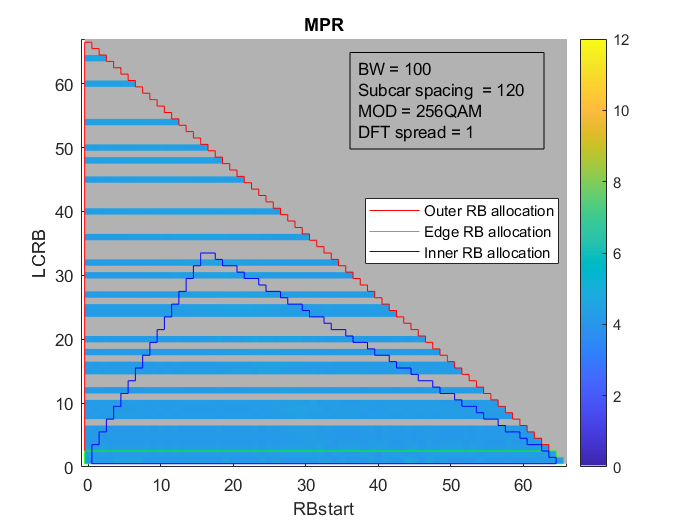 MPR
BW = 100
Subcar spacing = 120
MOD = 256QAM
DFT spread = 1
Outer RB allocation
Edge RB allocation
Inner RB allocation
LCRB
60
50
40
30
20
10
0
0 10 20 30 40 50 60
RBstart
12
10
8
6
4
2
0